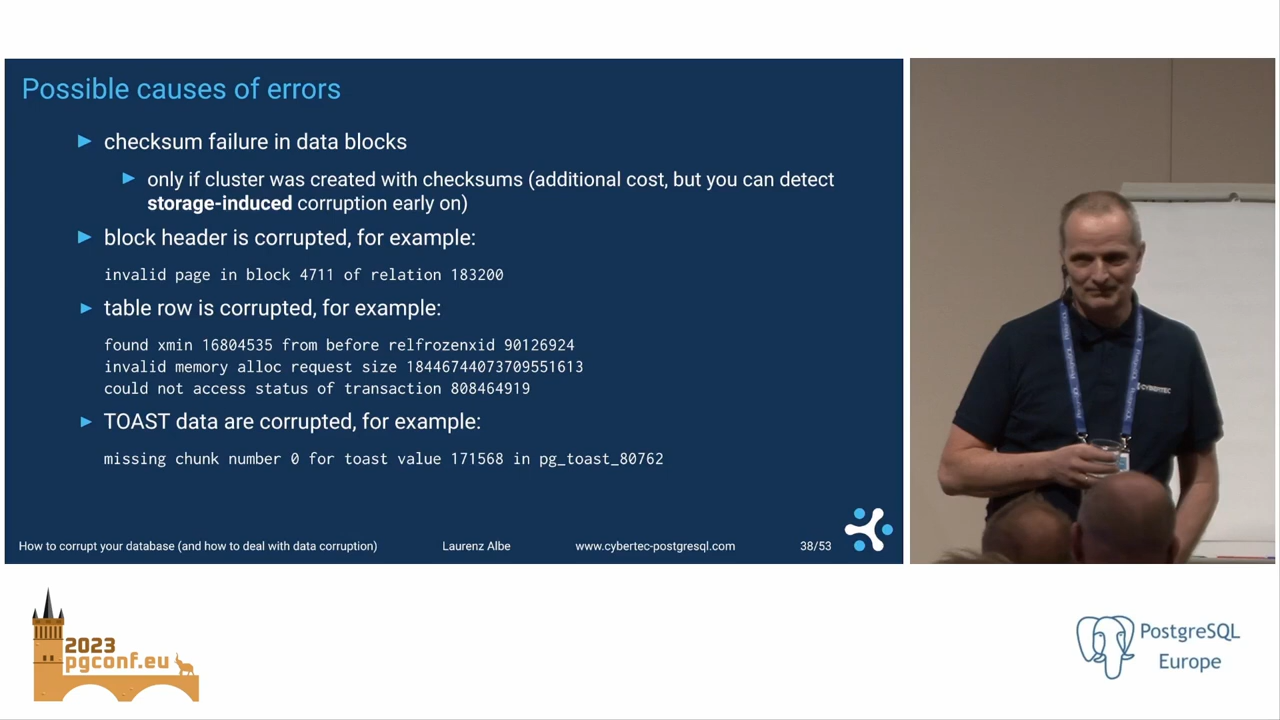 Possible causes of errors
checksum failure in data blocks
only if cluster was created with checksums (additional cost, but you can detect
storage-induced corruption early on)
block header is corrupted, for example:
invalid page in block 4711 of relation 183200
table row is corrupted, for example:
found xmin 16804535 from before relfrozenxid 90126924
invalid memory alloc request size 18446744073709551613
could not access status of transaction 808464919
TOAST data are corrupted, for example:
missing chunk number 0 for toast value 171568 in pg_toast_80762
How to corrupt your database (and how to deal with data corruption) Laurenz Albe www.cybertec-postgresql.com 38/53
CYBERTEC
2023
pgconf.eu
PostgreSQL
Europe